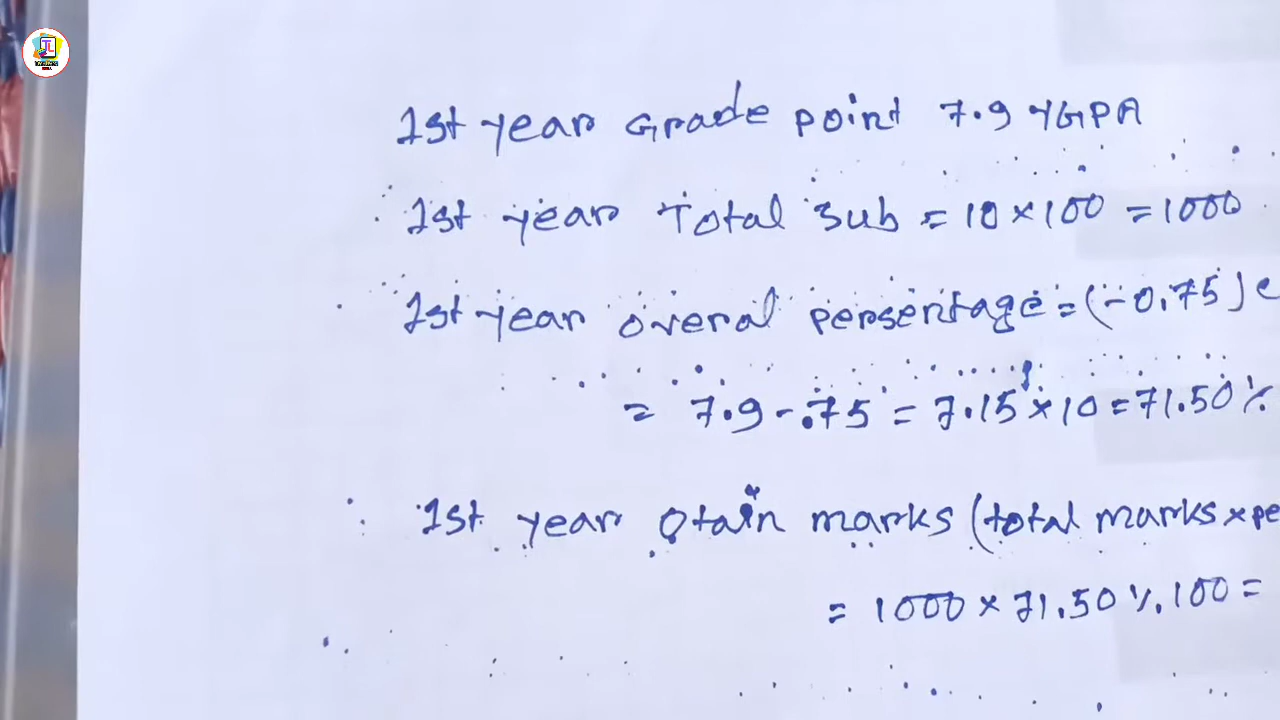 1st year Grade point 7.9 YGPA
1st year Total Sub = 10 × 100 = 1000
1st year overal persentage = (-0.75)
= 7.9 - .75 = 7.15 × 10 = 71.50%
1st year Otain marks (total marks × pe
= 1000 × 71.50 %. 100 =